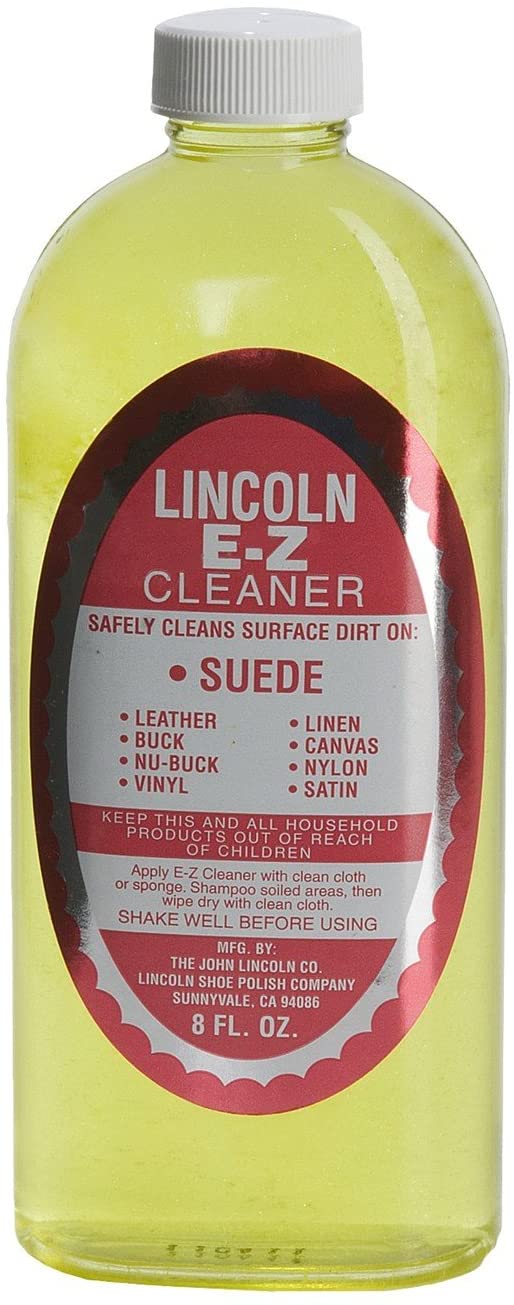 LINCOLN
E-Z
CLEANER
SAFELY CLEANS SURFACE DIRT ON:
• SUEDE
• LEATHER
• BUCK
• NU-BUCK
• VINYL
• LINEN
• CANVAS
• NYLON
• SATIN
KEEP THIS AND ALL HOUSEHOLD
PRODUCTS OUT OF REACH
OF CHILDREN
Apply E-Z Cleaner with clean cloth
or sponge. Shampoo soiled areas, then
wipe dry with clean cloth.
SHAKE WELL BEFORE USING
MFG. BY:
THE JOHN LINCOLN CO.
LINCOLN SHOE POLISH COMPANY
SUNNYVALE, CA 94086
8 FL. OZ.